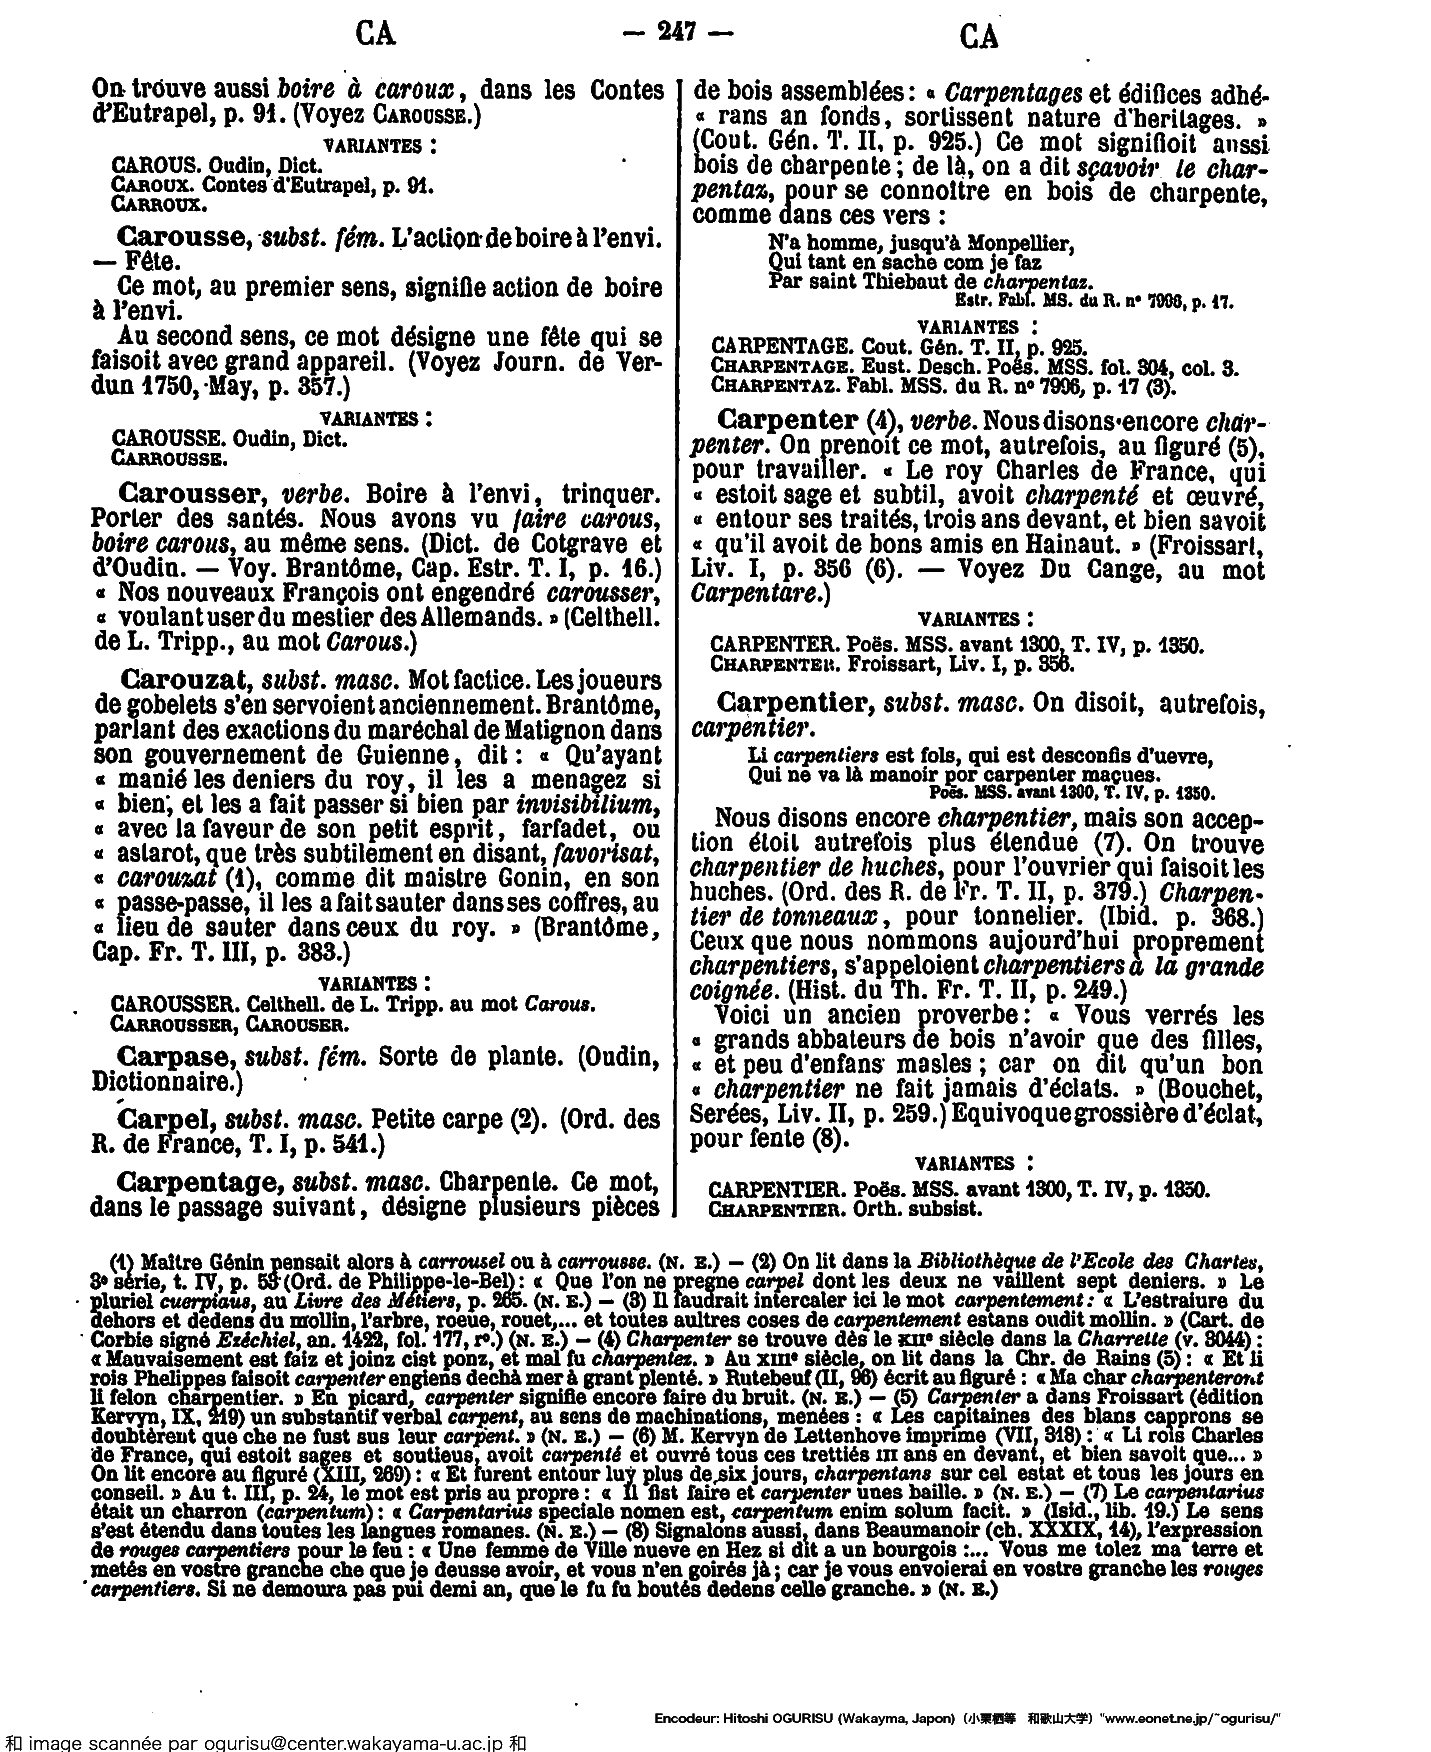 CA — 247 — CA
On trouve aussi boire à caroux, dans les Contes
d'Eutrapel, p. 91. (Voyez CAROUSSE.)
VARIANTES :
CAROUS. Oudin, Dict.
CAROUX. Contes d'Eutrapel, p. 91.
CARROUX.
Carousse, subst. fém. L'action de boire à l'envi.
— Fête.
Ce mot, au premier sens, signifie action de boire
à l'envi.
Au second sens, ce mot désigne une fête qui se
faisoit avec grand appareil. (Voyez Journ. de Ver-
dun 1750, May, p. 357.)
VARIANTES :
CAROUSSE. Oudin, Dict.
CARROUSSE.
Carousser, verbe. Boire à l'envi, trinquer.
Porter des santés. Nous avons vu faire carous,
boire carous, au même sens. (Dict. de Cotgrave et
d'Oudin. — Voy. Brantôme, Cap. Estr. T. I, p. 16.)
« Nos nouveaux François ont engendré carousser,
« voulant user du mestier des Allemands. » (Celthell.
de L. Tripp., au mot Carous.)
Carouzat, subst. masc. Mot factice. Les joueurs
de gobelets s'en servoient anciennement. Brantôme,
parlant des exactions du maréchal de Matignon dans
son gouvernement de Guienne, dit : « Qu'ayant
« manié les deniers du roy, il les a menagez si
« bien, et les a fait passer si bien par invisibilium,
« avec la faveur de son petit esprit, farfadet, ou
« astarot, que très subtilement en disant, favorisat,
« carouzat (1), comme dit maistre Gonin, en son
« passe-passe, il les a fait sauter dans ses coffres, au
« lieu de sauter dans ceux du roy. » (Brantôme,
Cap. Fr. T. III, p. 383.)
VARIANTES :
CAROUSSER. Celthell. de L. Tripp. au mot Carous.
CARROUSSER, CAROUSER.
Carpase, subst. fém. Sorte de plante. (Oudin,
Dictionnaire.)
Carpel, subst. masc. Petite carpe (2). (Ord. des
R. de France, T. I, p. 541.)
Carpentage, subst. masc. Charpente. Ce mot,
dans le passage suivant, désigne plusieurs pièces
de bois assemblées : « Carpentages et édifices adhé-
« rans an fonds, sortissent nature d'heritages. »
(Cout. Gén. T. II, p. 925.) Ce mot signifioit aussi
bois de charpente ; de là, on a dit sçavoir le char-
pentaz, pour se connoître en bois de charpente,
comme dans ces vers :
N'a homme, jusqu'à Monpellier,
Qui tant en sache com je faz
Par saint Thiebaut de charpentaz.
Estr. Fabl. MS. du R. n° 7996, p. 17.
VARIANTES :
CARPENTAGE. Cout. Gén. T. II, p. 925.
CHARPENTAGE. Eust. Desch. Poës. MSS. fol. 304, col. 3.
CHARPENTAZ. Fabl. MSS. du R. n° 7996, p. 17 (3).
Carpenter (4), verbe. Nous disons encore char-
penter. On prenoit ce mot, autrefois, au figuré (5),
pour travailler. « Le roy Charles de France, qui
« estoit sage et subtil, avoit charpenté et œuvré,
« entour ses traités, trois ans devant, et bien savoit
« qu'il avoit de bons amis en Hainaut. » (Froissart,
Liv. I, p. 356 (6). — Voyez Du Cange, au mot
Carpentare.)
VARIANTES :
CARPENTER. Poës. MSS. avant 1300, T. IV, p. 1350.
CHARPENTER. Froissart, Liv. I, p. 356.
Carpentier, subst. masc. On disoit, autrefois,
carpentier.
Li carpentiers est fols, qui est desconfis d'uevre,
Qui ne va là manoir por carpenter maçues.
Poës. MSS. avant 1300, T. IV, p. 1350.
Nous disons encore charpentier, mais son accep-
tion étoit autrefois plus étendue (7). On trouve
charpentier de huches, pour l'ouvrier qui faisoit les
huches. (Ord. des R. de Fr. T. II, p. 379.) Charpen-
tier de tonneaux, pour tonnelier. (Ibid. p. 368.)
Ceux que nous nommons aujourd'hui proprement
charpentiers, s'appeloient charpentiers à la grande
coignée. (Hist. du Th. Fr. T. II, p. 249.)
Voici un ancien proverbe : « Vous verrés les
« grands abbateurs de bois n'avoir que des filles,
« et peu d'enfans masles ; car on dit qu'un bon
« charpentier ne fait jamais d'éclats. » (Bouchet,
Serées, Liv. II, p. 259.) Equivoque grossière d'éclat,
pour fente (8).
VARIANTES :
CARPENTIER. Poës. MSS. avant 1300, T. IV, p. 1350.
CHARPENTIER. Orth. subsist.
(1) Maître Génin pensait alors à carrousel ou à carrousse. (N. E.) — (2) On lit dans la Bibliothèque de l'Ecole des Chartes,
3e série, t. IV, p. 53 (Ord. de Philippe-le-Bel) : « Que l'on ne pregne carpel dont les deux ne vaillent sept deniers. » Le
pluriel cuerpiaus, au Livre des Métiers, p. 265. (N. E.) — (3) Il faudrait intercaler ici le mot carpentement : « L'estraiure du
dehors et dedens du mollin, l'arbre, roeue, rouet,... et toutes aultres coses de carpentement estans oudit mollin. » (Cart. de
Corbie signé Ezéchiel, an. 1422, fol. 177, r°.) (N. E.) — (4) Charpenter se trouve dès le XIIe siècle dans la Charrette (v. 3044) :
« Mauvaisement est faiz et joinz cist ponz, et mal fu charpentez. » Au XIIIe siècle, on lit dans la Chr. de Rains (5) : « Et li
rois Phelippes faisoit carpenter engiens dechà mer à grant plenté. » Rutebeuf (II, 96) écrit au figuré : « Ma char charpenteront
li felon charpentier. » En picard, carpenter signifie encore faire du bruit. (N. E.) — (5) Carpenter a dans Froissart (édition
Kervyn, IX, 219) un substantif verbal carpent, au sens de machinations, menées : « Les capitaines des blans capprons se
doubtèrent que che ne fust sus leur carpent. » (N. E.) — (6) M. Kervyn de Lettenhove imprime (VII, 318) : « Li rois Charles
de France, qui estoit sages et soutieus, avoit carpenté et ouvré tous ces trettiés III ans en devant, et bien savoit que... »
On lit encore au figuré (XIII, 269) : « Et furent entour luy plus de six jours, charpentans sur cel estat et tous les jours en
conseil. » Au t. III, p. 24, le mot est pris au propre : « Il fist faire et carpenter unes baille. » (N. E.) — (7) Le carpentarius
était un charron (carpentum) : « Carpentarius speciale nomen est, carpentum enim solum facit. » (Isid., lib. 19.) Le sens
s'est étendu dans toutes les langues romanes. (N. E.) — (8) Signalons aussi, dans Beaumanoir (ch. XXXIX, 14), l'expression
de rouges carpentiers pour le feu : « Une femme de Ville nueve en Hez si dit a un bourgois :... Vous me tolez ma terre et
metés en vostre granche che que je deusse avoir, et vous n'en goirés jà ; car je vous envoierai en vostre granche les rouges
carpentiers. Si ne demoura pas pui demi an, que le fu fu boutés dedens celle granche. » (N. E.)
Encodeur: Hitoshi OGURISU (Wakayma, Japon) (小栗栖等 和歌山大学) "www.eonet.ne.jp/~ogurisu/"
和 image scannée par ogurisu@center.wakayama-u.ac.jp 和